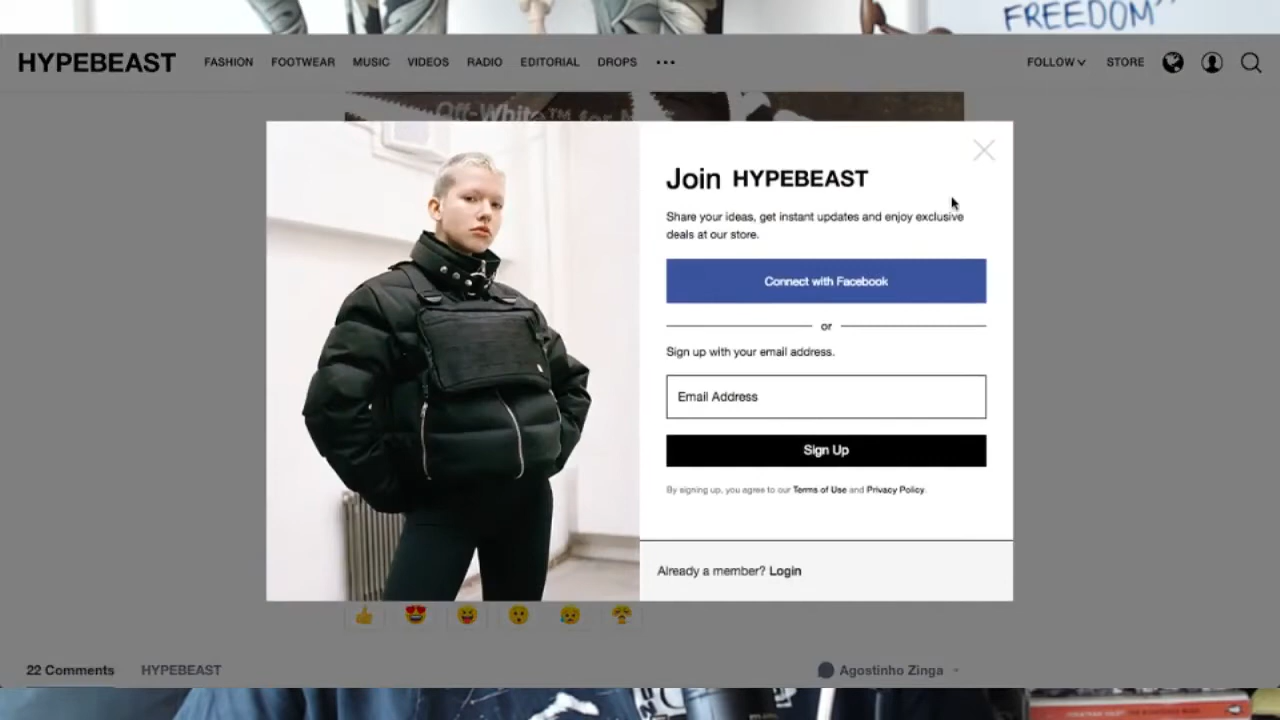 FREEDOM"
HYPEBEAST FASHION FOOTWEAR MUSIC VIDEOS RADIO EDITORIAL DROPS ••• FOLLOW STORE
Off-White™ for
Join HYPEBEAST
Share your ideas, get instant updates and enjoy exclusive
deals at our store.
Connect with Facebook
or
Sign up with your email address.
Email Address
Sign Up
By signing up, you agree to our Terms of Use and Privacy Policy.
Already a member? Login
22 Comments HYPEBEAST Agostinho Zinga